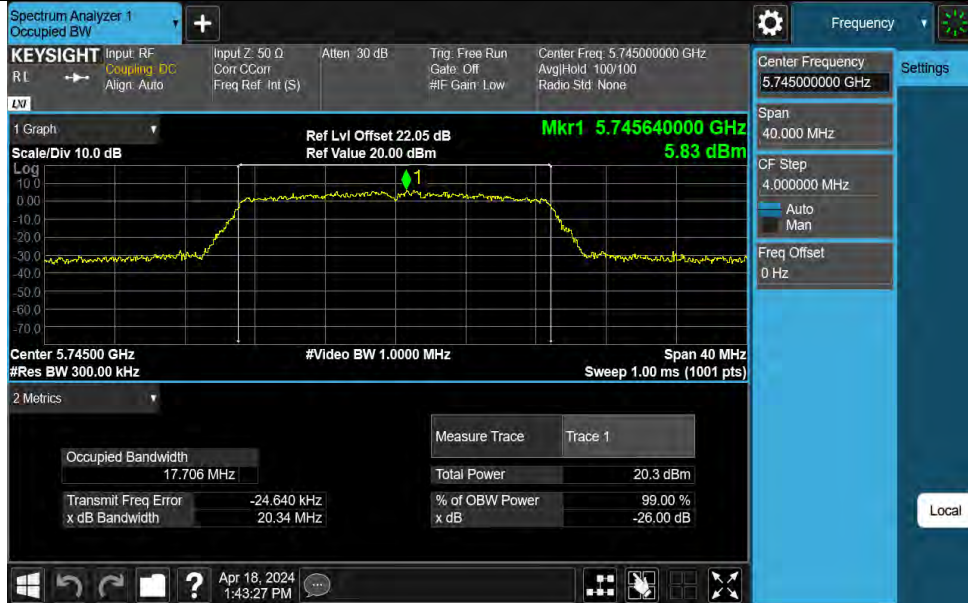 Spectrum Analyzer 1
Occupied BW
Frequency
KEYSIGHT
Input: RF
Input Z: 50 Ω
Atten: 30 dB
Trig: Free Run
Center Freq: 5.745000000 GHz
Coupling: DC
Corr CCorr
Gate: Off
Avg|Hold: 100/100
Align: Auto
Freq Ref: Int (S)
#IF Gain: Low
Radio Std: None
LXI
Center Frequency
5.745000000 GHz
Settings
Span
40.000 MHz
CF Step
4.000000 MHz
Auto
Man
Freq Offset
0 Hz
1 Graph
Ref Lvl Offset 22.05 dB
Mkr1 5.745640000 GHz
Scale/Div 10.0 dB
Ref Value 20.00 dBm
5.83 dBm
Log
1
10.0
0.00
-10.0
-20.0
-30.0
-40.0
-50.0
-60.0
-70.0
Center 5.74500 GHz
#Video BW 1.0000 MHz
Span 40 MHz
#Res BW 300.00 kHz
Sweep 1.00 ms (1001 pts)
2 Metrics
Measure Trace
Trace 1
Occupied Bandwidth
17.706 MHz
Total Power
20.3 dBm
Transmit Freq Error
-24.640 kHz
% of OBW Power
99.00 %
x dB Bandwidth
20.34 MHz
x dB
-26.00 dB
Local
?
Apr 18, 2024
1:43:27 PM